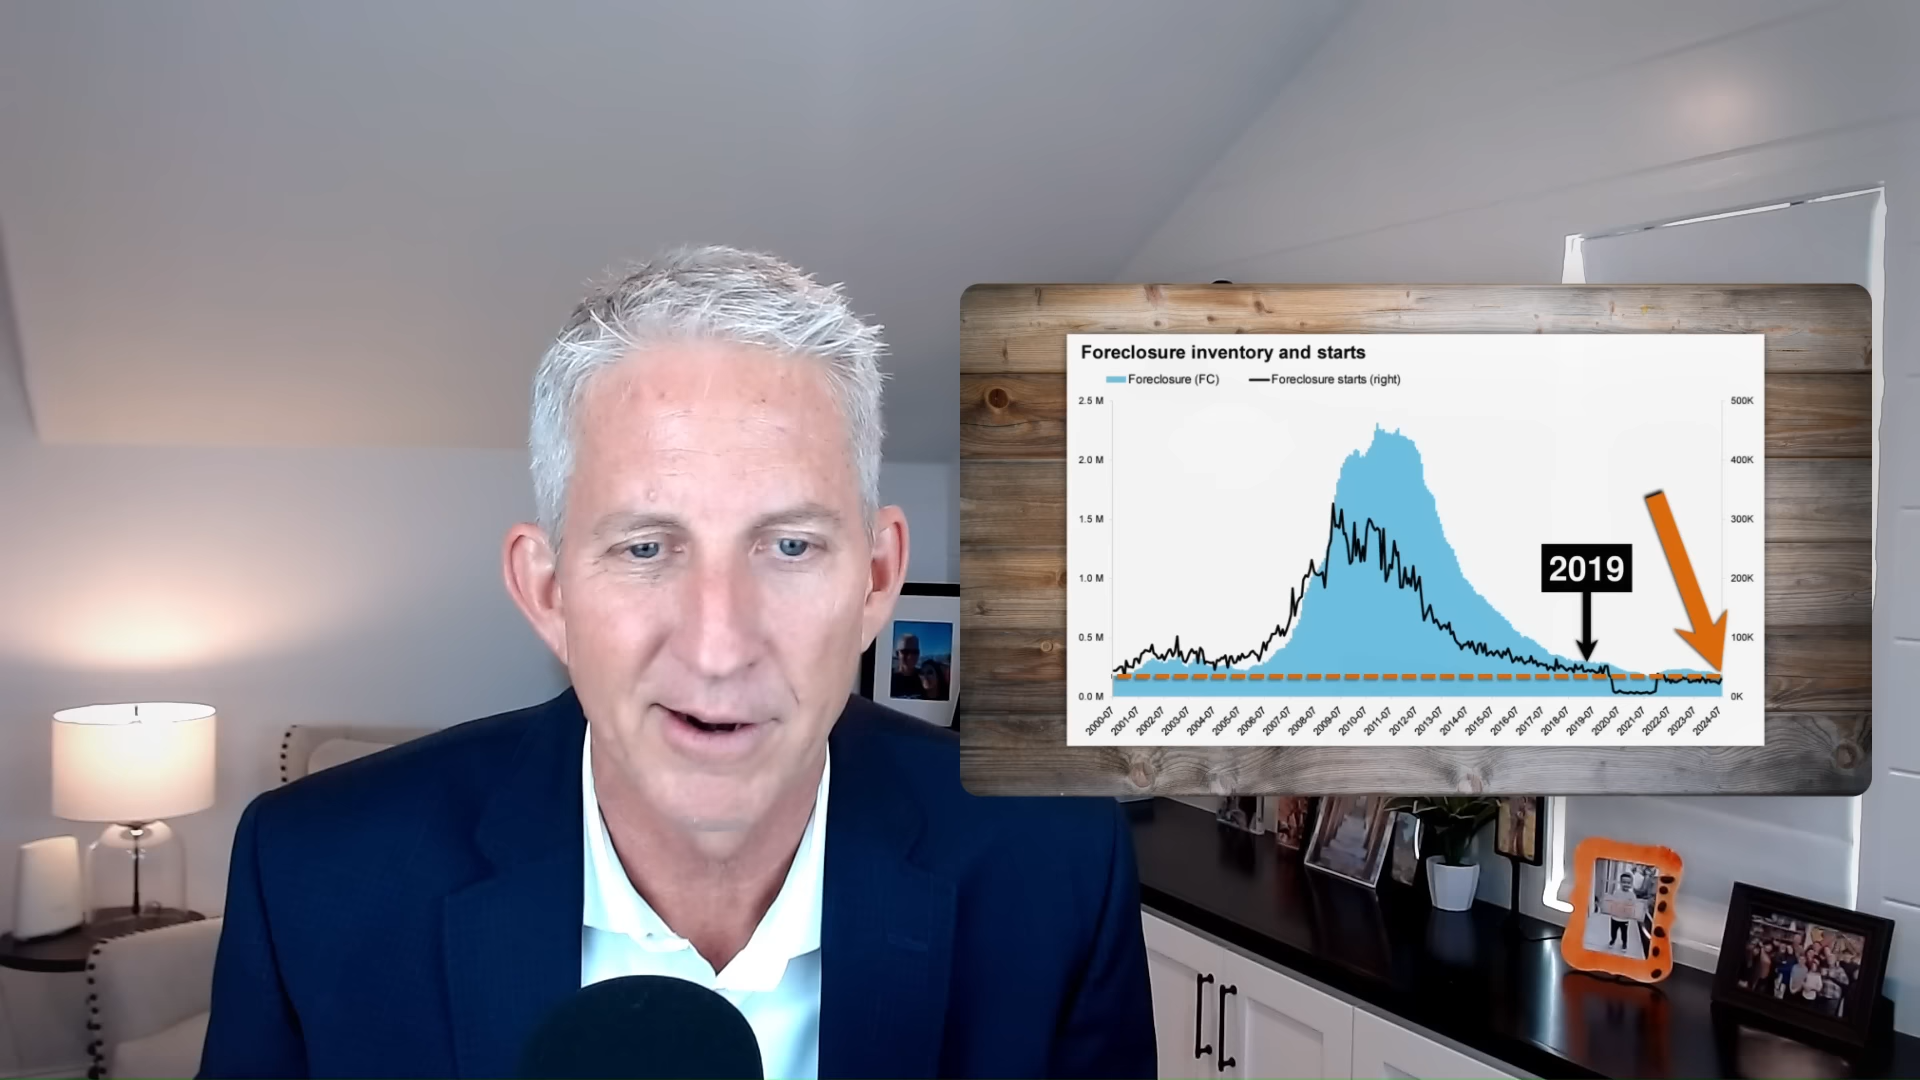 Foreclosure inventory and starts
Foreclosure (FC) Foreclosure starts (right)
2.5 M 500K
2.0 M 400K
1.5 M 300K
2019
1.0 M 200K
0.5 M 100K
0.0 M 0K
2000-07 2001-07 2002-07 2003-07 2004-07 2005-07 2006-07 2007-07 2008-07 2009-07 2010-07 2011-07 2012-07 2013-07 2014-07 2015-07 2016-07 2017-07 2018-07 2019-07 2020-07 2021-07 2022-07 2023-07 2024-07